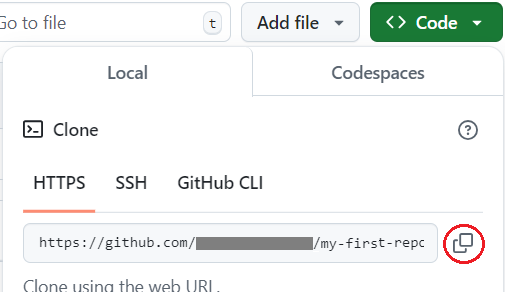 Go to file t Add file Code
Local Codespaces
Clone
HTTPS SSH GitHub CLI
https://github.com/ /my-first-repo
Clone using the web URL.